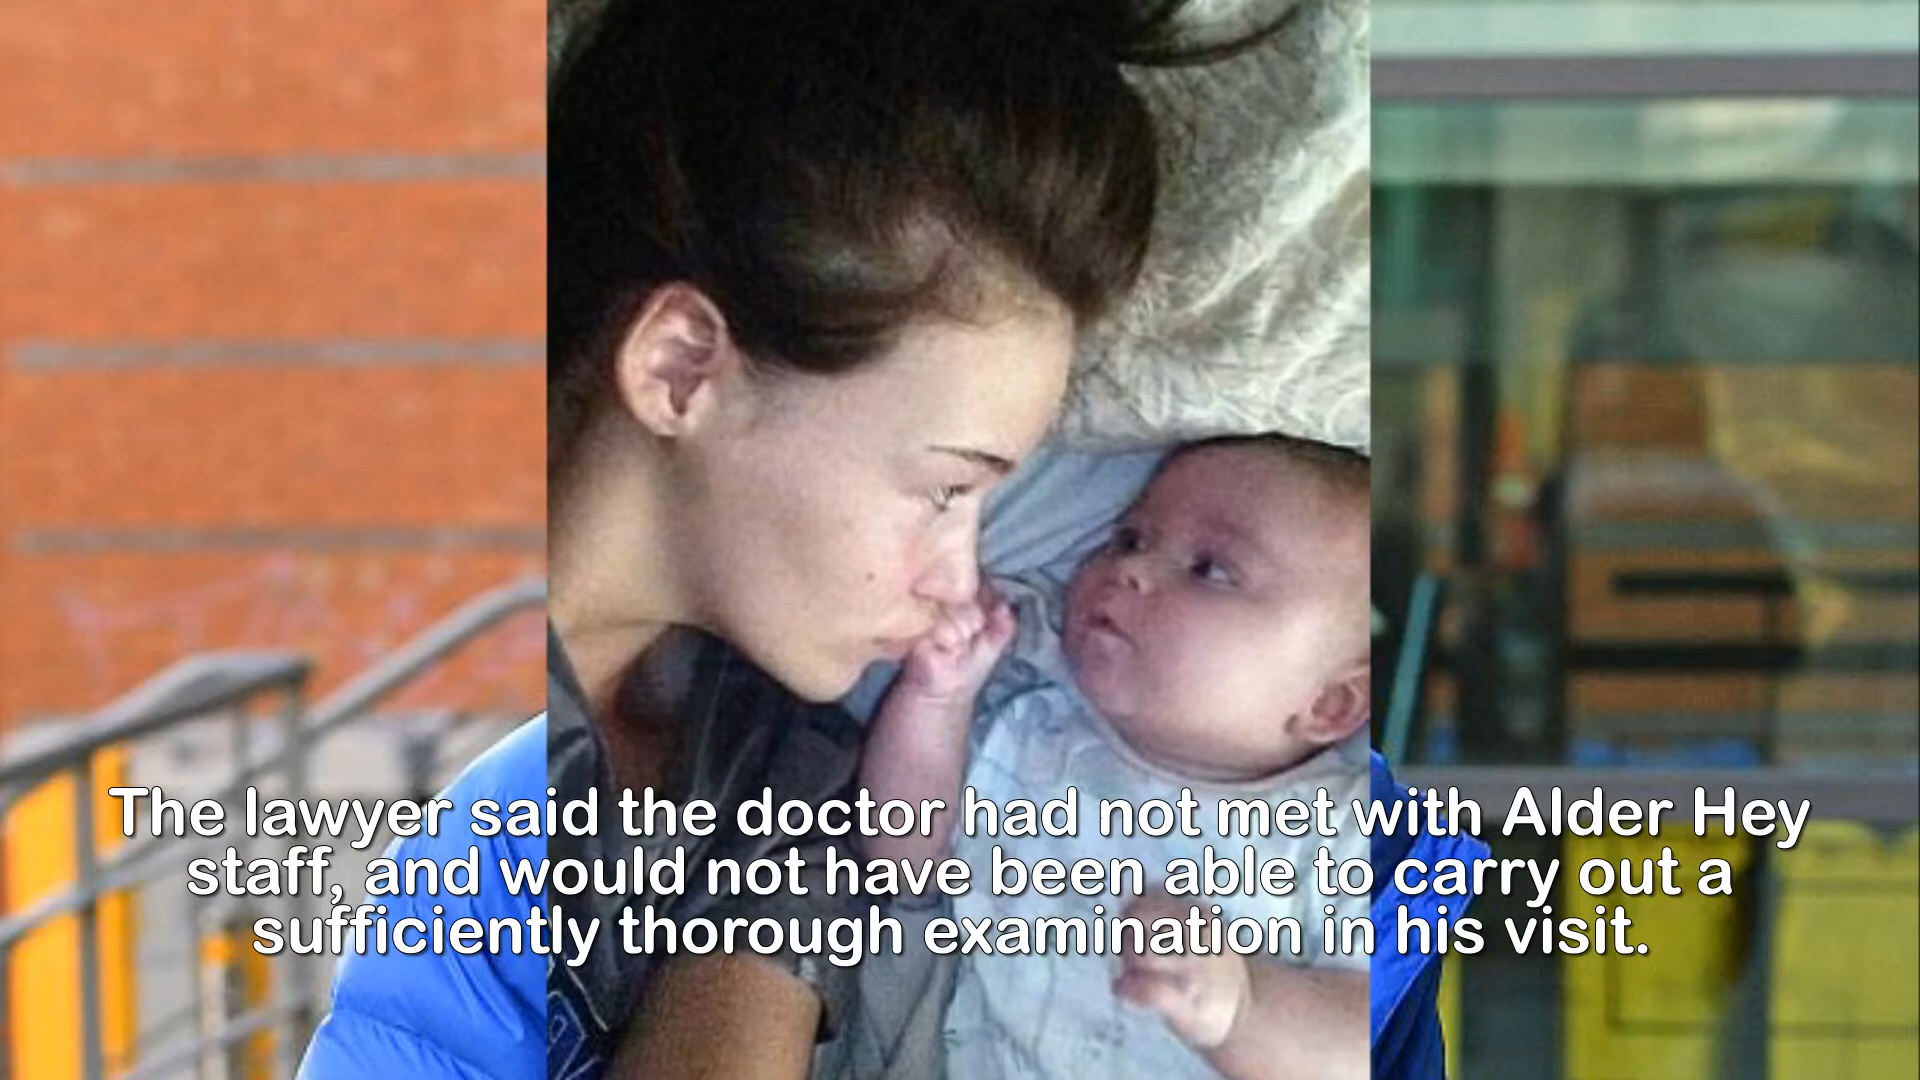 The lawyer said the doctor had not met with Alder Hey
staff, and would not have been able to carry out a
sufficiently thorough examination in his visit.